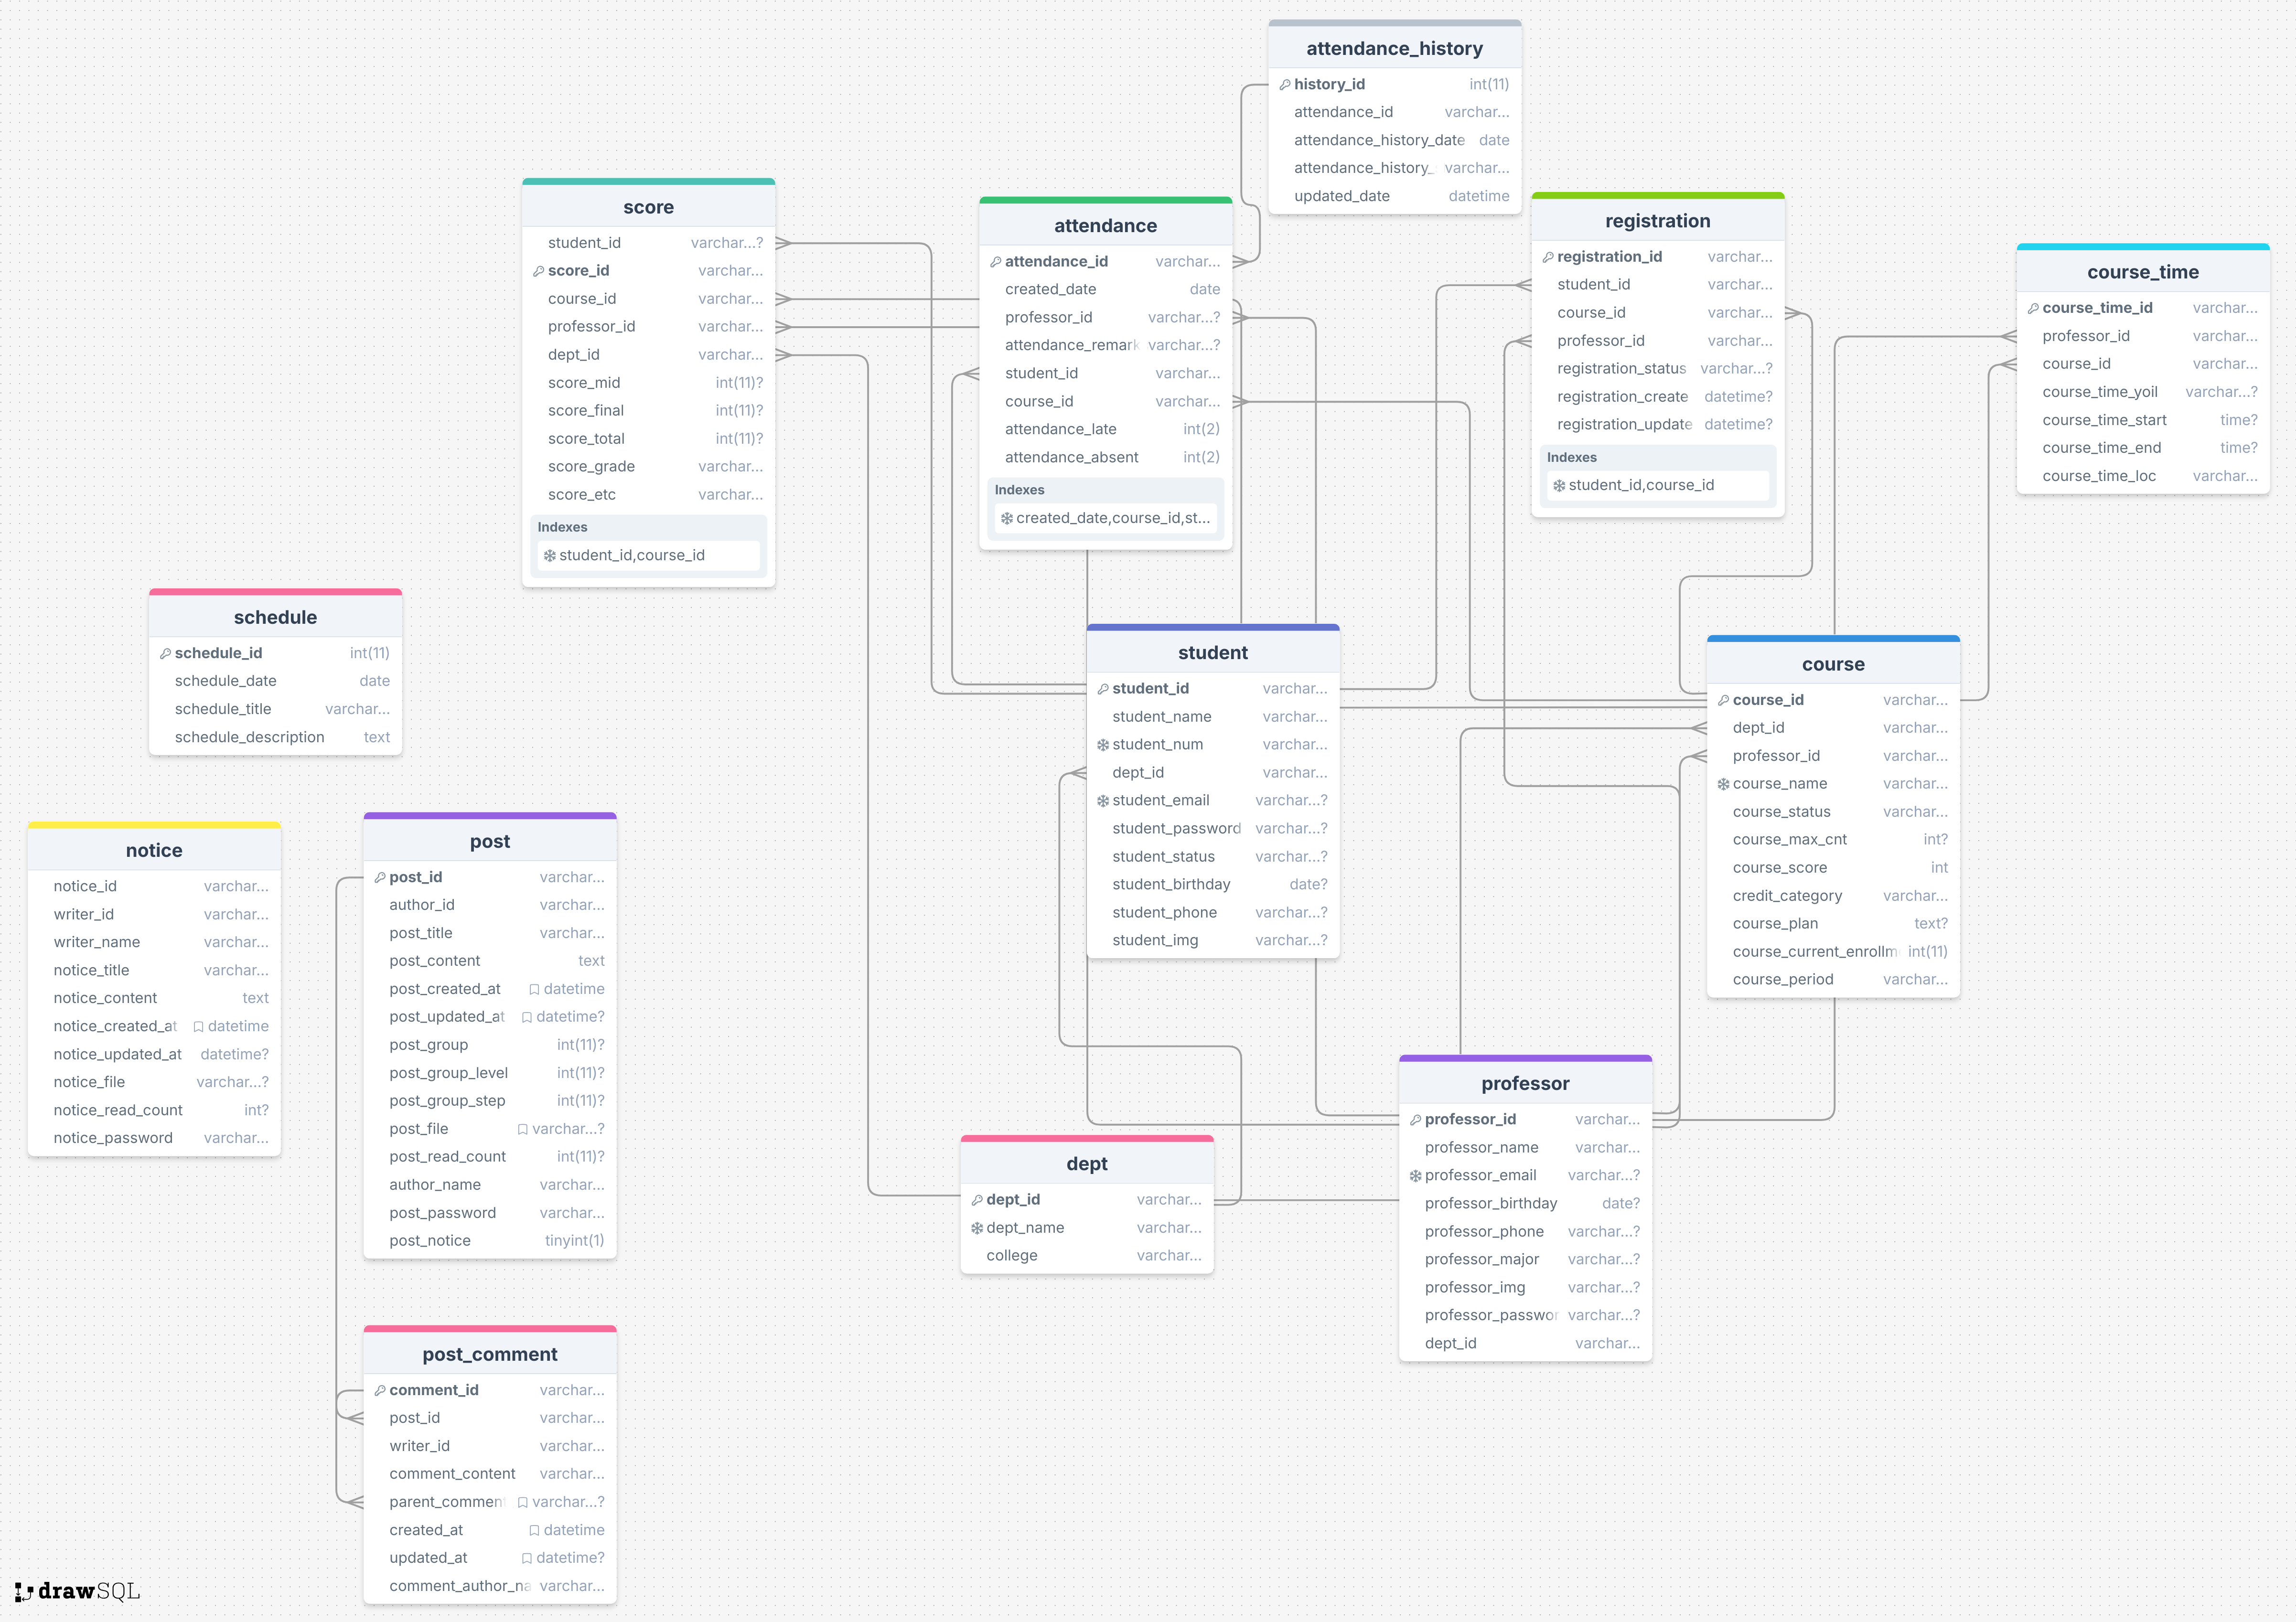 attendance_history
history_id int(11)
attendance_id varchar...
attendance_history_date date
attendance_history_ varchar...
updated_date datetime
score
student_id varchar...?
score_id varchar...
course_id varchar...
professor_id varchar...
dept_id varchar...
score_mid int(11)?
score_final int(11)?
score_total int(11)?
score_grade varchar...
score_etc varchar...
Indexes
student_id,course_id
attendance
attendance_id varchar...
created_date date
professor_id varchar...?
attendance_remark varchar...?
student_id varchar...
course_id varchar...
attendance_late int(2)
attendance_absent int(2)
Indexes
created_date,course_id,st...
registration
registration_id varchar...
student_id varchar...
course_id varchar...
professor_id varchar...
registration_status varchar...?
registration_create datetime?
registration_update datetime?
Indexes
student_id,course_id
course_time
course_time_id varchar...
professor_id varchar...
course_id varchar...
course_time_yoil varchar...?
course_time_start time?
course_time_end time?
course_time_loc varchar...
schedule
schedule_id int(11)
schedule_date date
schedule_title varchar...
schedule_description text
student
student_id varchar...
student_name varchar...
student_num varchar...
dept_id varchar...
student_email varchar...?
student_password varchar...?
student_status varchar...?
student_birthday date?
student_phone varchar...?
student_img varchar...?
course
course_id varchar...
dept_id varchar...
professor_id varchar...
course_name varchar...
course_status varchar...
course_max_cnt int?
course_score int
credit_category varchar...
course_plan text?
course_current_enrollm int(11)
course_period varchar...
notice
notice_id varchar...
writer_id varchar...
writer_name varchar...
notice_title varchar...
notice_content text
notice_created_at datetime
notice_updated_at datetime?
notice_file varchar...?
notice_read_count int?
notice_password varchar...
post
post_id varchar...
author_id varchar...
post_title varchar...
post_content text
post_created_at datetime
post_updated_at datetime?
post_group int(11)?
post_group_level int(11)?
post_group_step int(11)?
post_file varchar...?
post_read_count int(11)?
author_name varchar...
post_password varchar...
post_notice tinyint(1)
dept
dept_id varchar...
dept_name varchar...
college varchar...
professor
professor_id varchar...
professor_name varchar...
professor_email varchar...?
professor_birthday date?
professor_phone varchar...?
professor_major varchar...?
professor_img varchar...?
professor_passwor varchar...?
dept_id varchar...
post_comment
comment_id varchar...
post_id varchar...
writer_id varchar...
comment_content varchar...
parent_commen varchar...?
created_at datetime
updated_at datetime?
comment_author_na varchar...
drawSQL